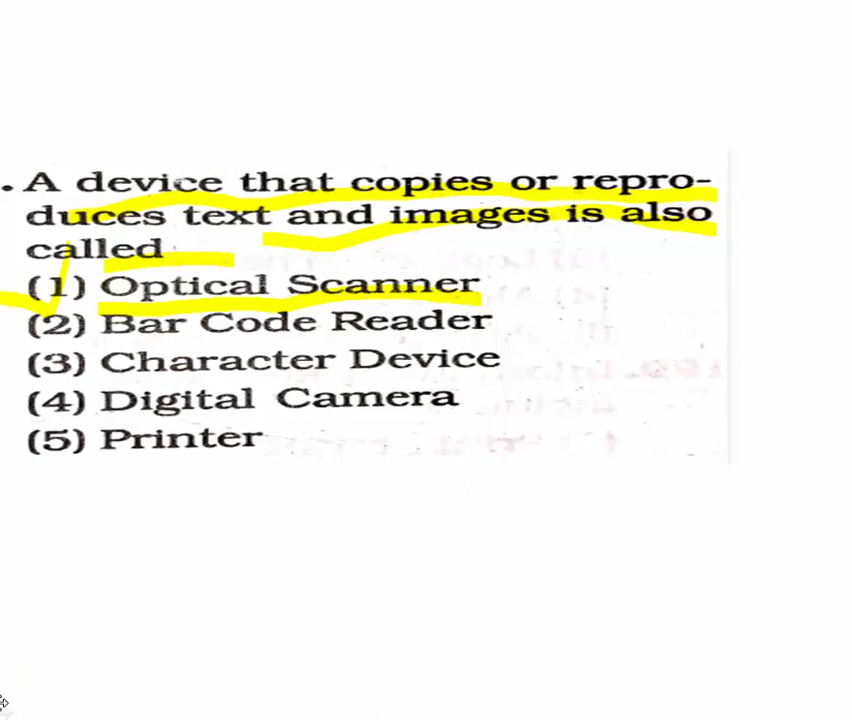 . A device that copies or repro-
duces text and images is also
called
(1) Optical Scanner
(2) Bar Code Reader
(3) Character Device
(4) Digital Camera
(5) Printer